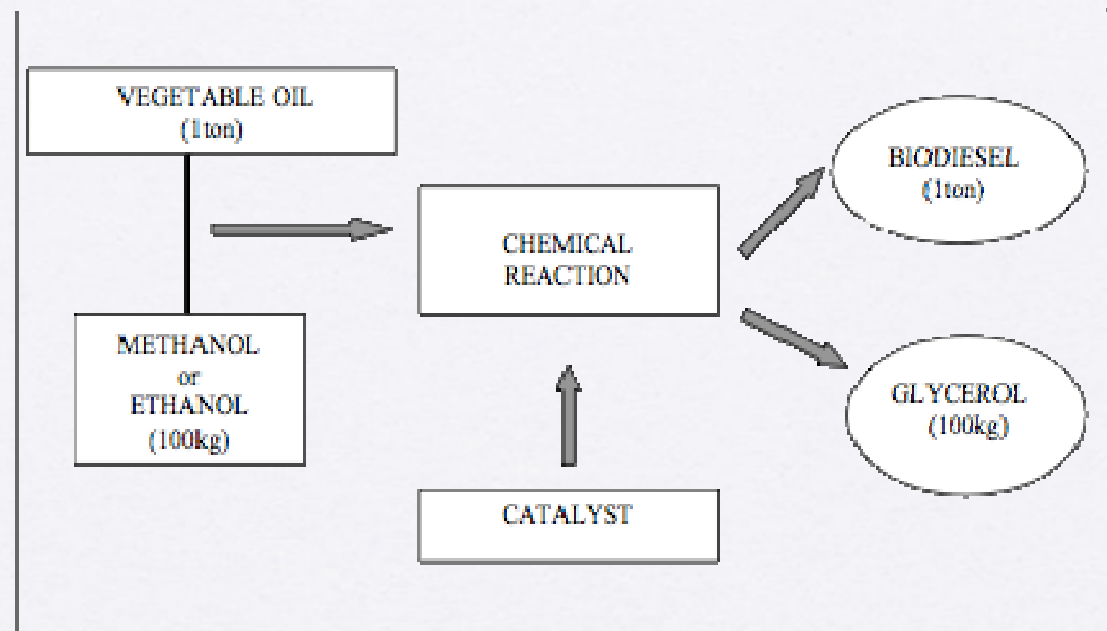 VEGETABLE OIL
(1ton)
METHANOL
or
ETHANOL
(100kg)
CHEMICAL
REACTION
CATALYST
BIODIESEL
(1ton)
GLYCEROL
(100kg)